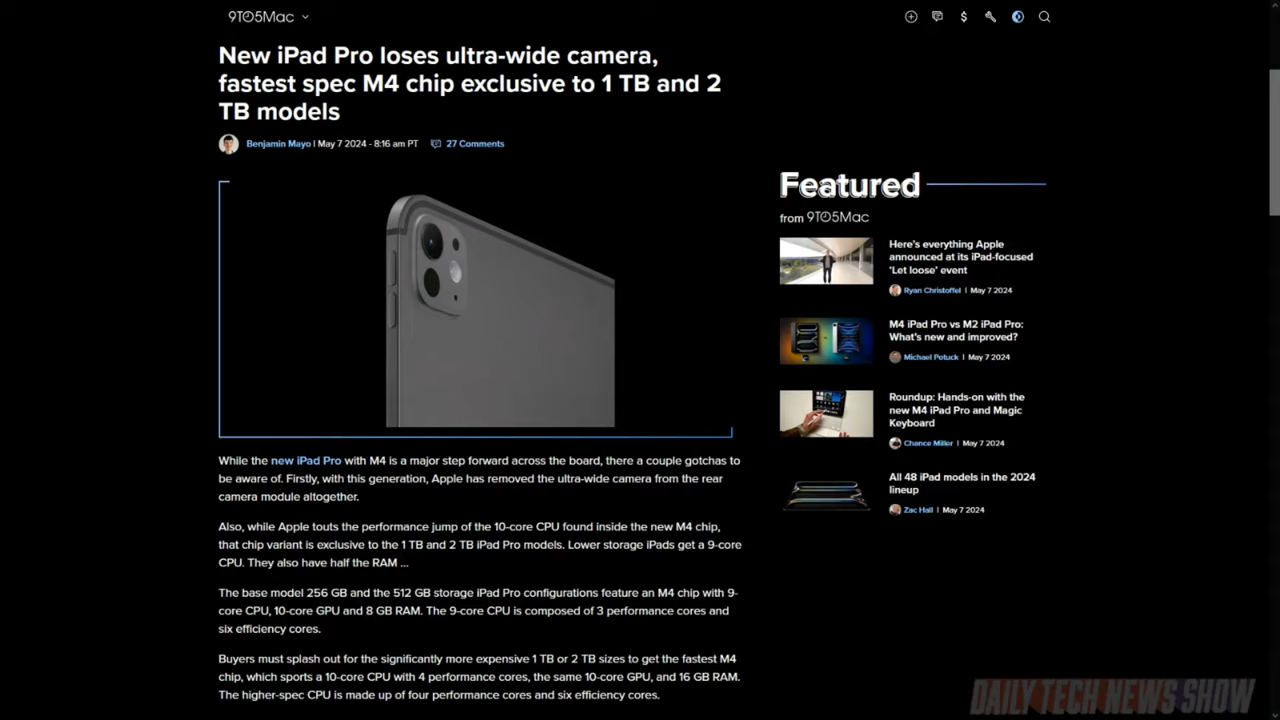 9TO5Mac
New iPad Pro loses ultra-wide camera,
fastest spec M4 chip exclusive to 1 TB and 2
TB models
Benjamin Mayo | May 7 2024 - 8:16 am PT 27 Comments
While the new iPad Pro with M4 is a major step forward across the board, there a couple gotchas to
be aware of. Firstly, with this generation, Apple has removed the ultra-wide camera from the rear
camera module altogether.
Also, while Apple touts the performance jump of the 10-core CPU found inside the new M4 chip,
that chip variant is exclusive to the 1 TB and 2 TB iPad Pro models. Lower storage iPads get a 9-core
CPU. They also have half the RAM ...
The base model 256 GB and the 512 GB storage iPad Pro configurations feature an M4 chip with 9-
core CPU, 10-core GPU and 8 GB RAM. The 9-core CPU is composed of 3 performance cores and
six efficiency cores.
Buyers must splash out for the significantly more expensive 1 TB or 2 TB sizes to get the fastest M4
chip, which sports a 10-core CPU with 4 performance cores, the same 10-core GPU, and 16 GB RAM.
The higher-spec CPU is made up of four performance cores and six efficiency cores.
Featured
from 9TO5Mac
Here's everything Apple
announced at its iPad-focused
'Let loose' event
Ryan Christoffel | May 7 2024
M4 iPad Pro vs M2 iPad Pro:
What's new and improved?
Michael Potuck | May 7 2024
Roundup: Hands-on with the
new M4 iPad Pro and Magic
Keyboard
Chance Miller | May 7 2024
All 48 iPad models in the 2024
lineup
Zac Hall | May 7 2024
DAILY TECH NEWS SHOW